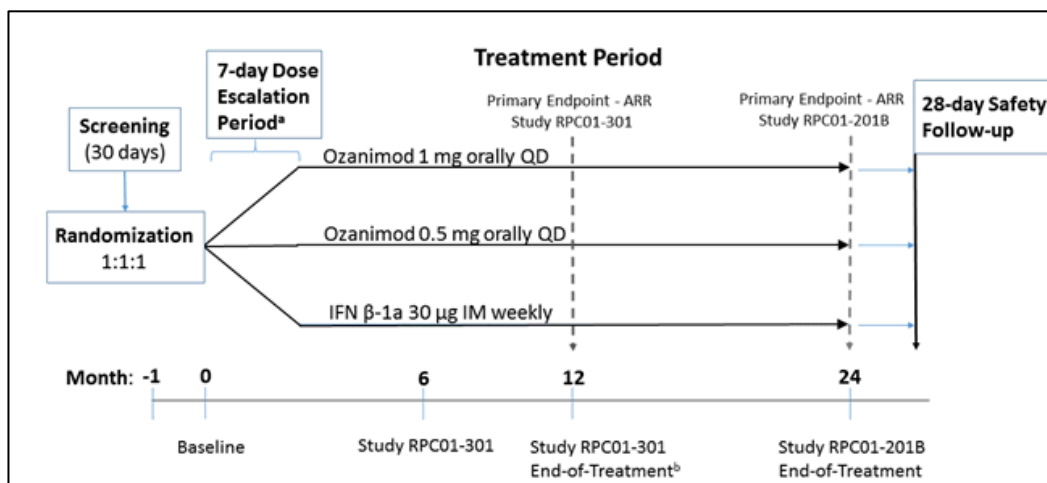 Treatment Period
7-day Dose
Escalation
Periodᵃ
Screening
(30 days)
Randomization
1:1:1
Primary Endpoint - ARR
Study RPC01-301
Primary Endpoint - ARR
Study RPC01-201B
28-day Safety
Follow-up
Ozanimod 1 mg orally QD
Ozanimod 0.5 mg orally QD
IFN β-1a 30 µg IM weekly
Month: -1 0 6 12 24
Baseline
Study RPC01-301
Study RPC01-301
End-of-Treatmentᵇ
Study RPC01-201B
End-of-Treatment